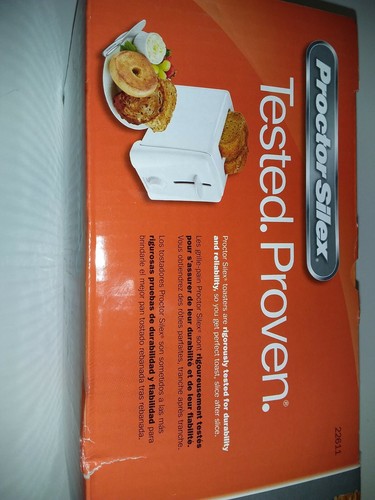 Proctor Silex
Tested. Proven.®
Proctor Silex® toasters are rigorously tested for durability
and reliability, so you get perfect toast, slice after slice.
Les grille-pain Proctor Silex® sont rigoureusement testés
pour s'assurer de leur durabilité et de leur fiabilité.
Vous obtiendrez des rôties parfaites, tranche après tranche.
Los tostadores Proctor Silex® son sometidos a las más
rigurosas pruebas de durabilidad y fiabilidad para
brindarle el mejor pan tostado rebanada tras rebanada.
22611